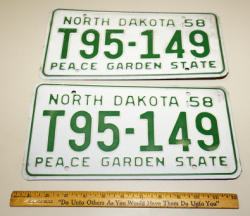 NORTH DAKOTA 58
T95-149
PEACE GARDEN STATE
NORTH DAKOTA 58
T95-149
PEACE GARDEN STATE
"Do Unto Others As You Would Have Them Do Unto You"